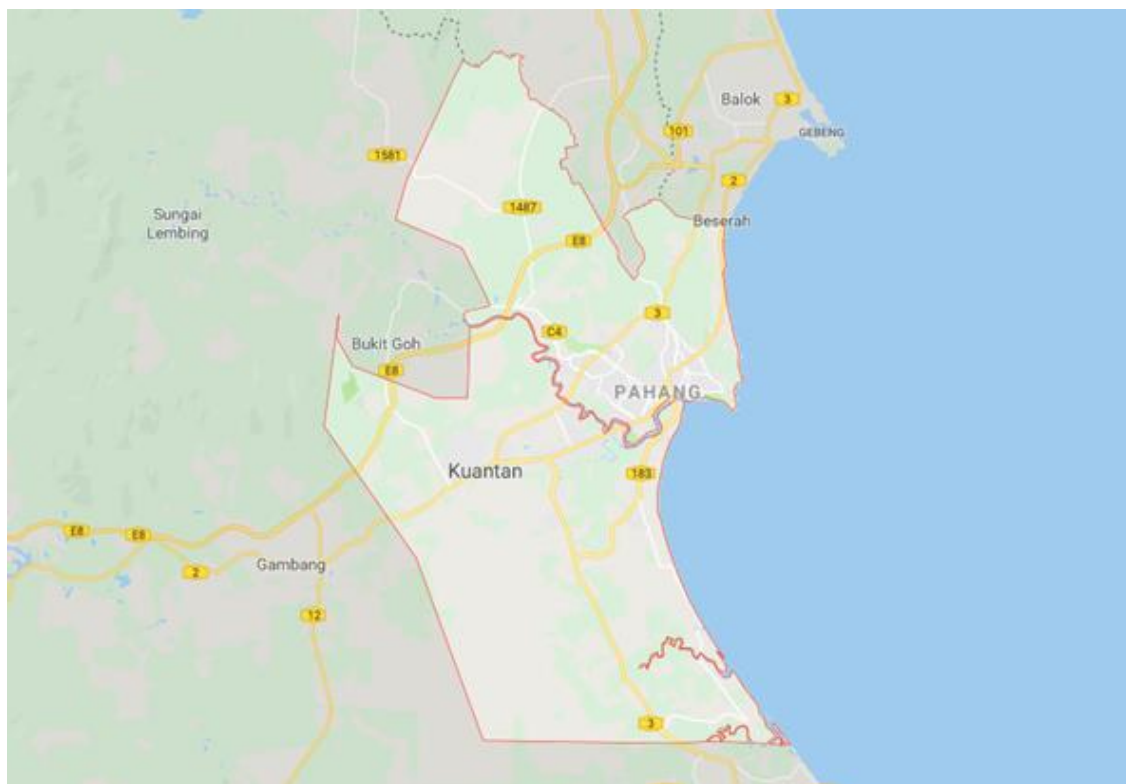 Balok
3
GEBENG
101
1581
2
Sungai
Lembing
1487
Beserah
E8
3
C4
Bukit Goh
E8
PAHANG
Kuantan
183
E8
E8
2
Gambang
12
3